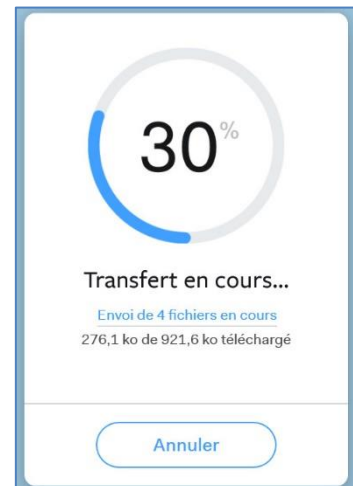 30%
Transfert en cours...
Envoi de 4 fichiers en cours
276,1 ko de 921,6 ko téléchargé
Annuler